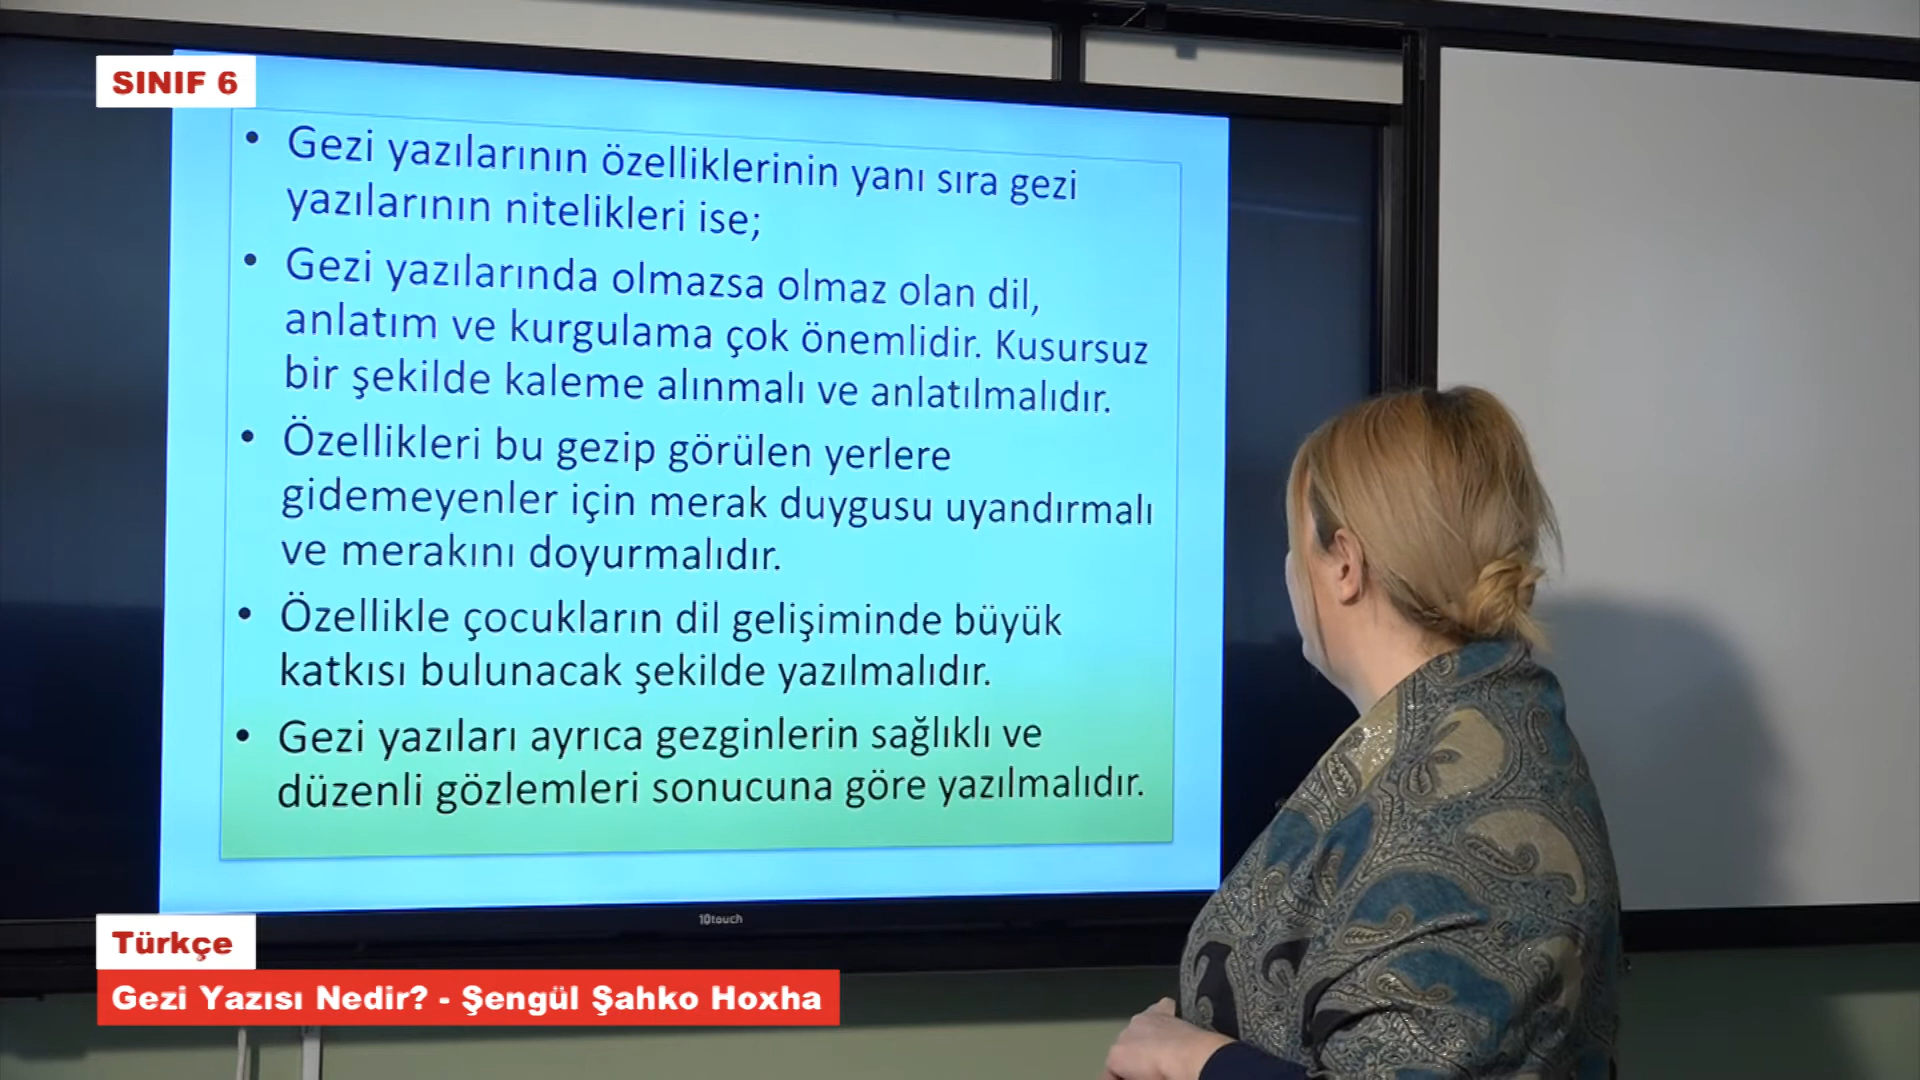 SINIF 6
• Gezi yazılarının özelliklerinin yanı sıra gezi
yazılarının nitelikleri ise;
• Gezi yazılarında olmazsa olmaz olan dil,
anlatım ve kurgulama çok önemlidir. Kusursuz
bir şekilde kaleme alınmalı ve anlatılmalıdır.
• Özellikleri bu gezip görülen yerlere
gidemeyenler için merak duygusu uyandırmalı
ve merakını doyurmalıdır.
• Özellikle çocukların dil gelişiminde büyük
katkısı bulunacak şekilde yazılmalıdır.
• Gezi yazıları ayrıca gezginlerin sağlıklı ve
düzenli gözlemleri sonucuna göre yazılmalıdır.
10touch
Türkçe
Gezi Yazısı Nedir? - Şengül Şahko Hoxha